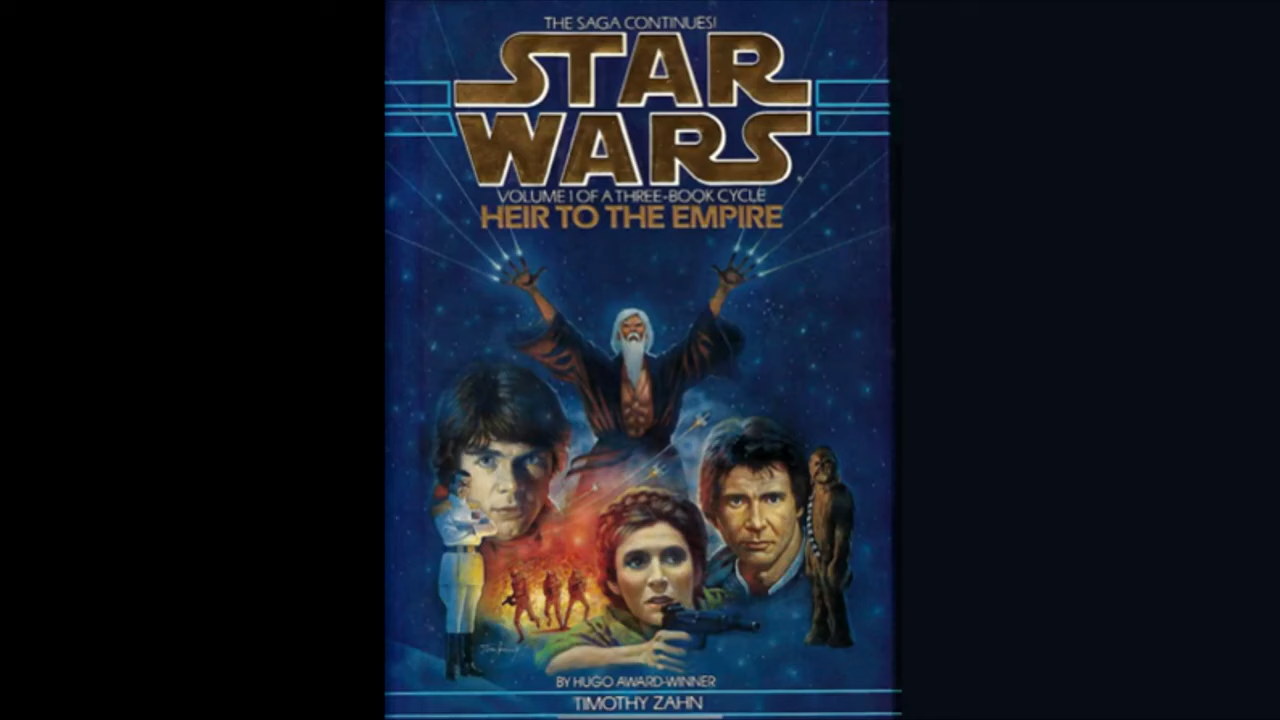 THE SAGA CONTINUES!
STAR
WARS
VOLUME 1 OF A THREE-BOOK CYCLE
HEIR TO THE EMPIRE
BY HUGO AWARD-WINNER
TIMOTHY ZAHN